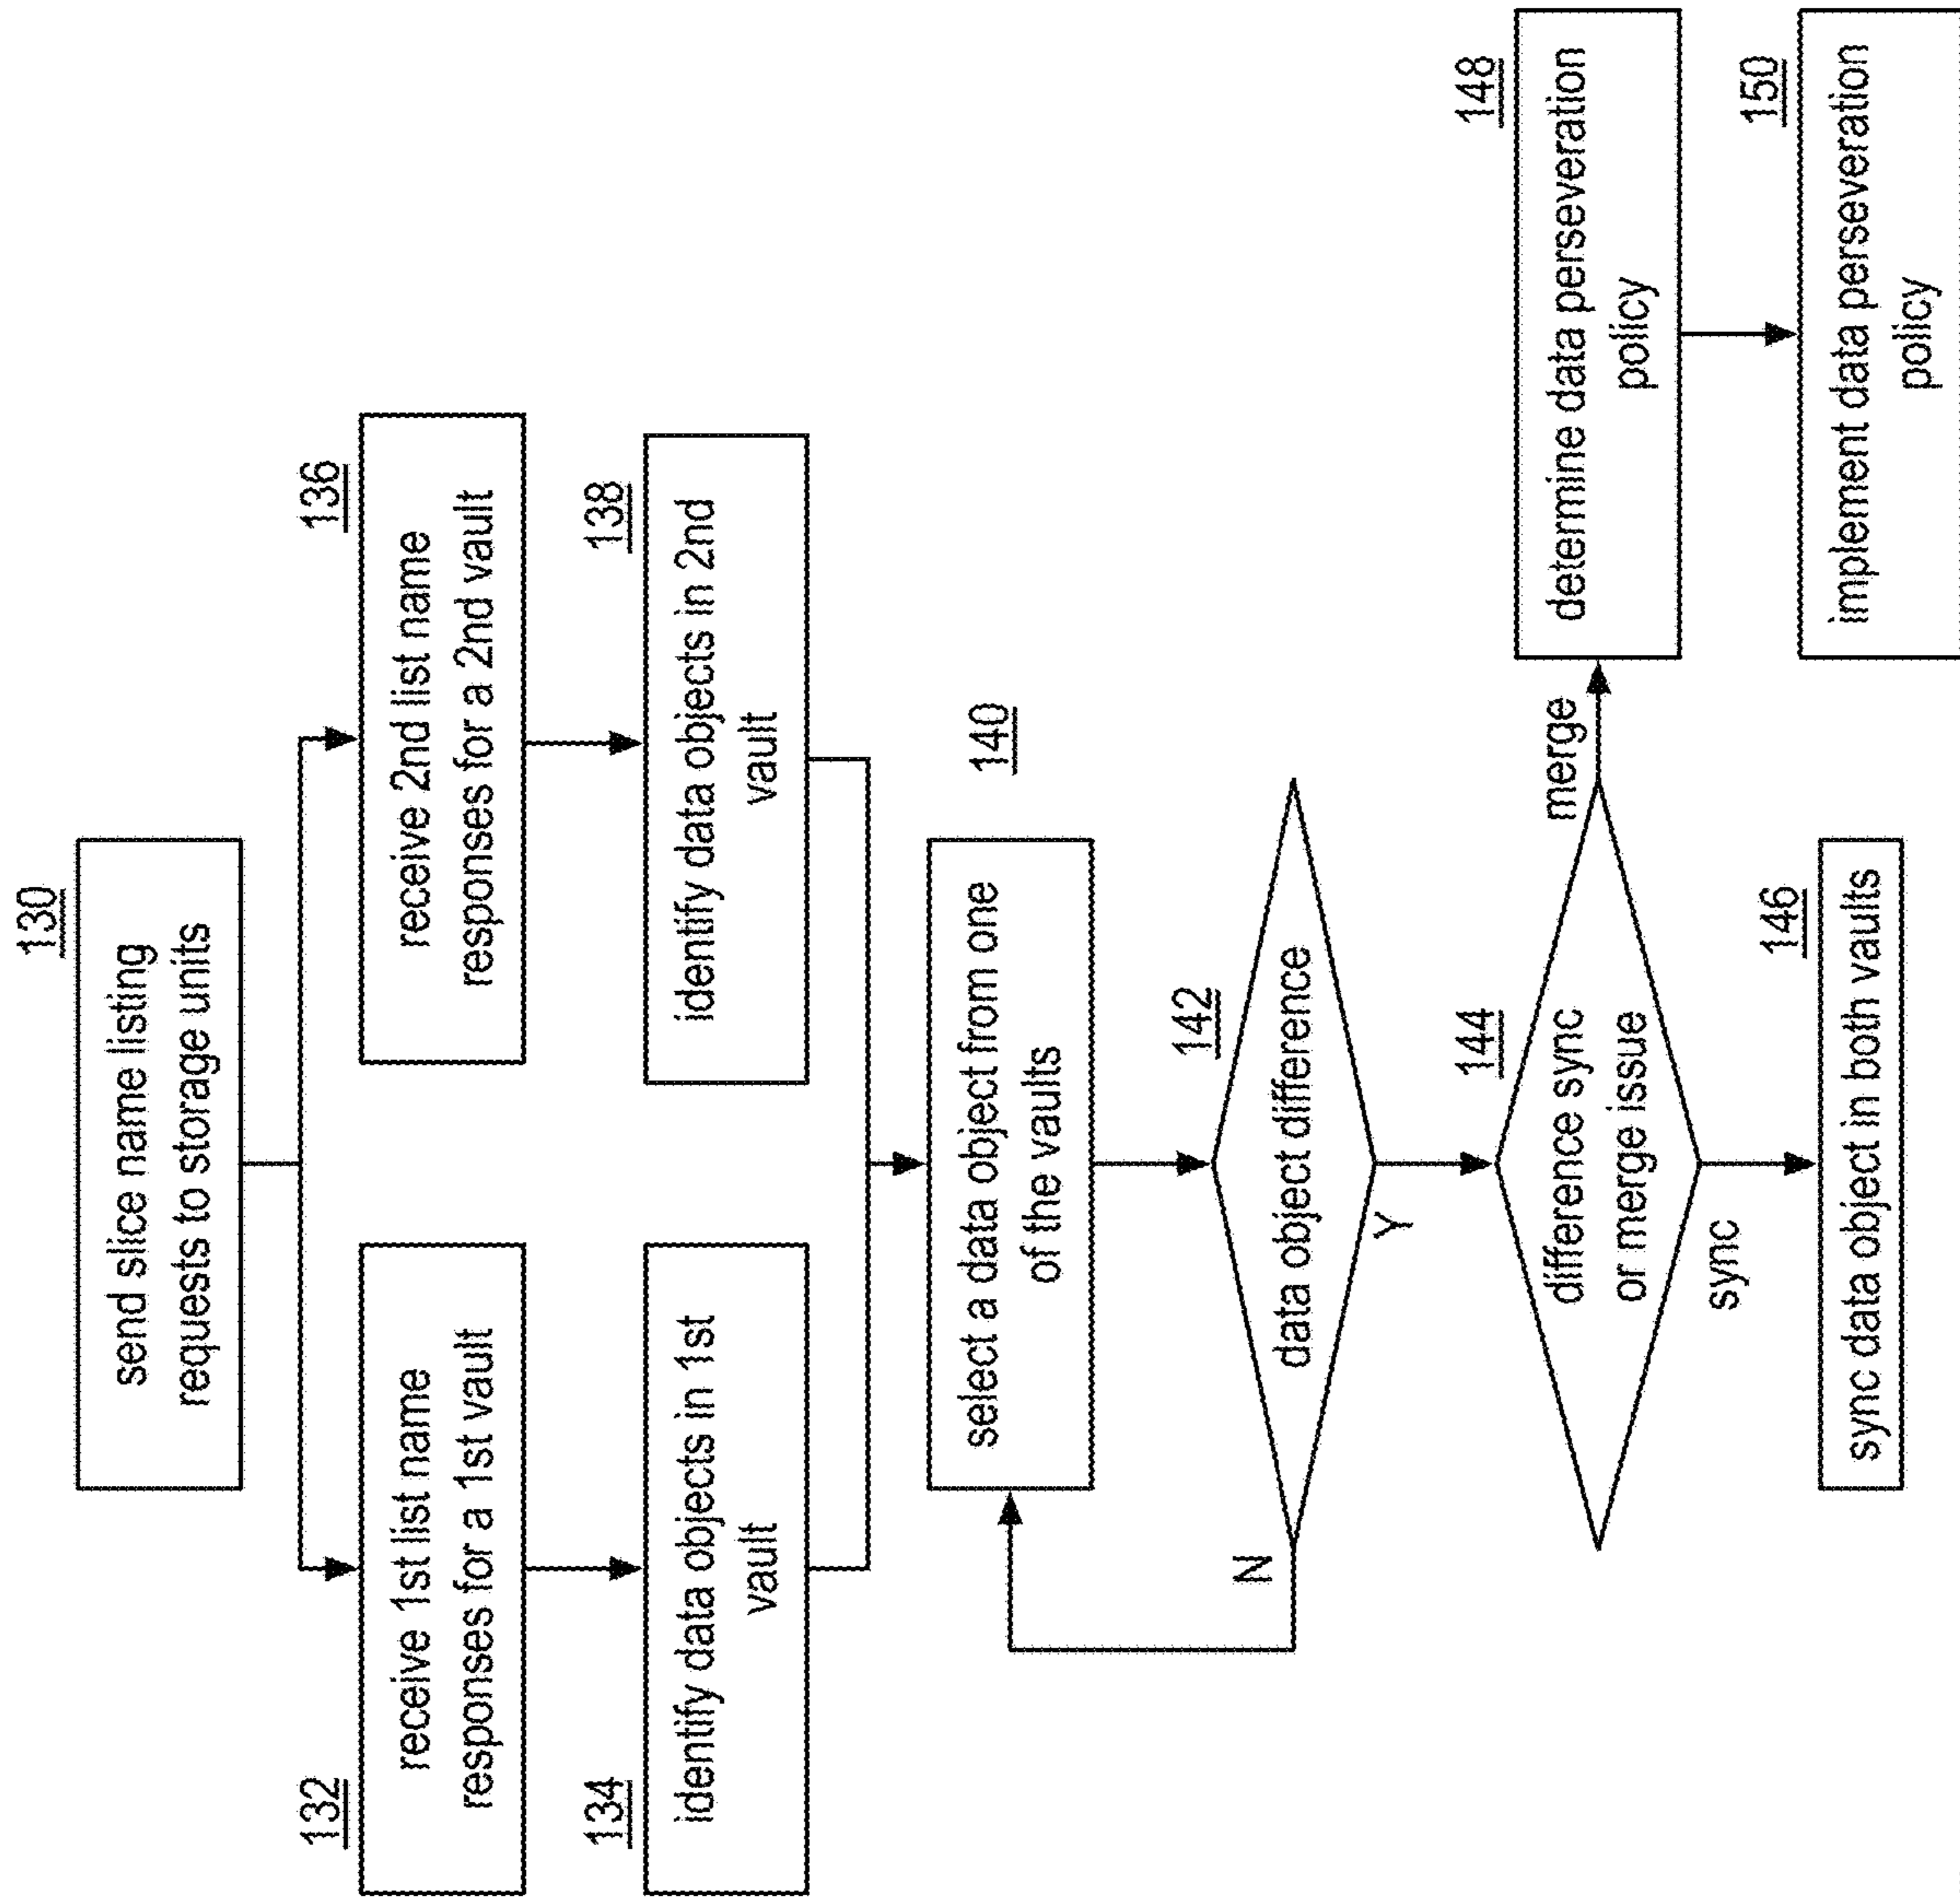 130
send slice name listing
requests to storage units
132
receive 1st list name
responses for a 1st vault
136
receive 2nd list name
responses for a 2nd vault
134
identify data objects in 1st
vault
138
identify data objects in 2nd
vault
140
select a data object from one
of the vaults
142
data object difference
N
Y
144
difference sync
or merge issue
merge
sync
146
sync data object in both vaults
148
determine data perseveration
policy
150
implement data perseveration
policy